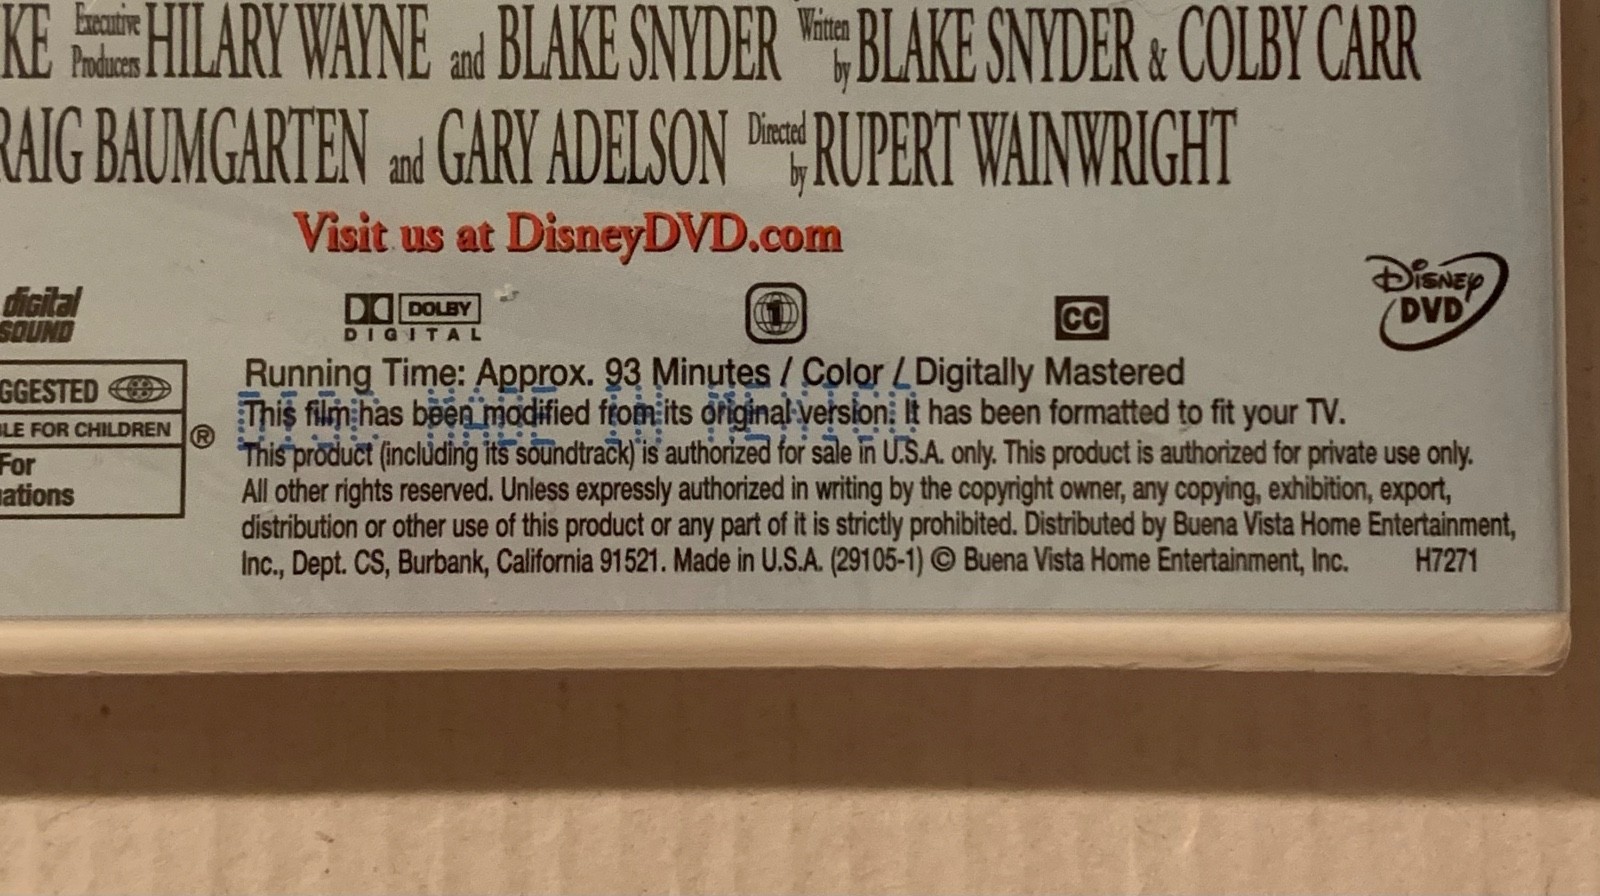 KE Executive Producers HILARY WAYNE and BLAKE SNYDER Written by BLAKE SNYDER & COLBY CARR
RAIG BAUMGARTEN and GARY ADELSON Directed by RUPERT WAINWRIGHT
Visit us at DisneyDVD.com
digital SOUND
DOLBY DIGITAL
1
CC
Disney DVD
GGESTED
LE FOR CHILDREN
®
For
ations
Running Time: Approx. 93 Minutes / Color / Digitally Mastered
DISC MADE IN MEXICO
This film has been modified from its original version. It has been formatted to fit your TV.
This product (including its soundtrack) is authorized for sale in U.S.A. only. This product is authorized for private use only.
All other rights reserved. Unless expressly authorized in writing by the copyright owner, any copying, exhibition, export,
distribution or other use of this product or any part of it is strictly prohibited. Distributed by Buena Vista Home Entertainment,
Inc., Dept. CS, Burbank, California 91521. Made in U.S.A. (29105-1) © Buena Vista Home Entertainment, Inc. H7271